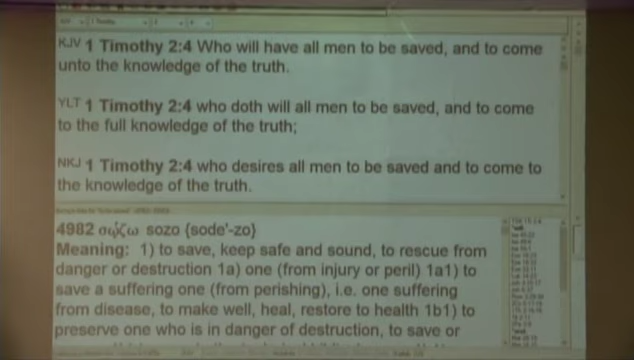 KJV 1 Timothy 2:4 Who will have all men to be saved, and to come
unto the knowledge of the truth.
YLT 1 Timothy 2:4 who doth will all men to be saved, and to come
to the full knowledge of the truth;
NKJ 1 Timothy 2:4 who desires all men to be saved and to come to
the knowledge of the truth.
4982 σῴζω sozo {sode'-zo}
Meaning: 1) to save, keep safe and sound, to rescue from
danger or destruction 1a) one (from injury or peril) 1a1) to
save a suffering one (from perishing), i.e. one suffering
from disease, to make well, heal, restore to health 1b1) to
preserve one who is in danger of destruction, to save or